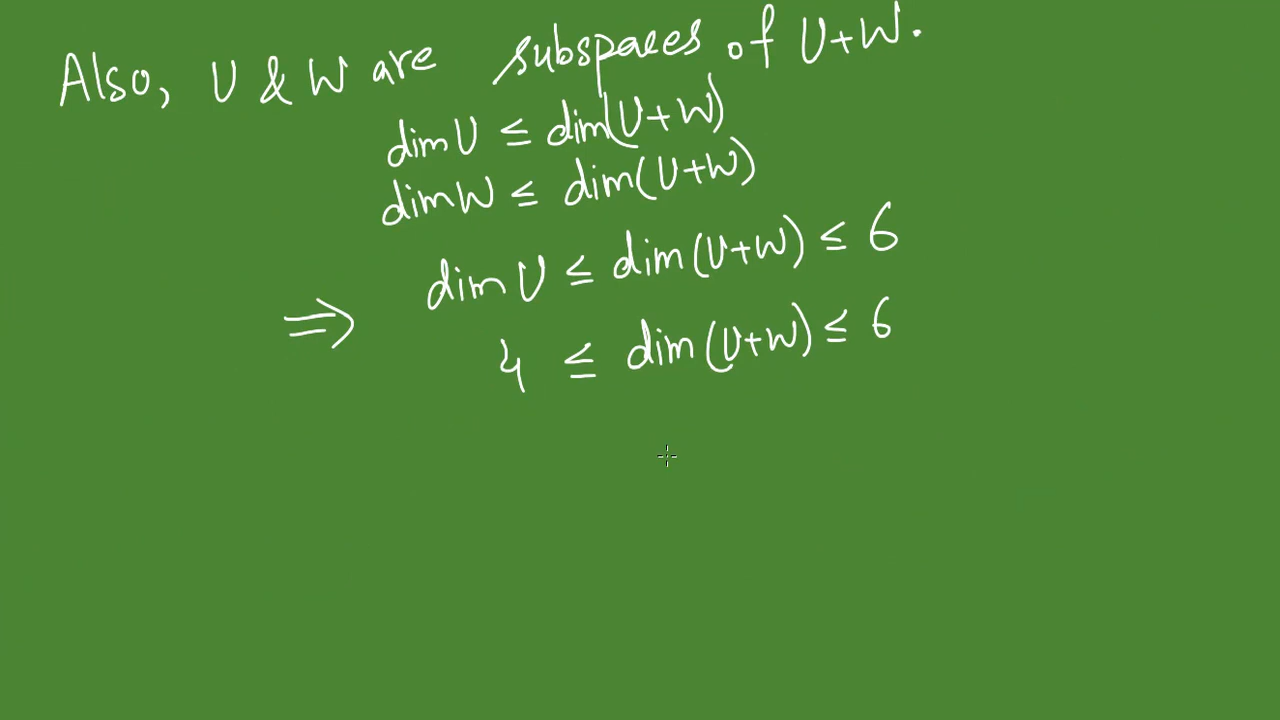 Also, U & W are subspaces of U+W.
dim U ≤ dim(U+W)
dim W ≤ dim(U+W)
dim U ≤ dim(U+W) ≤ 6
⇒ 4 ≤ dim(U+W) ≤ 6